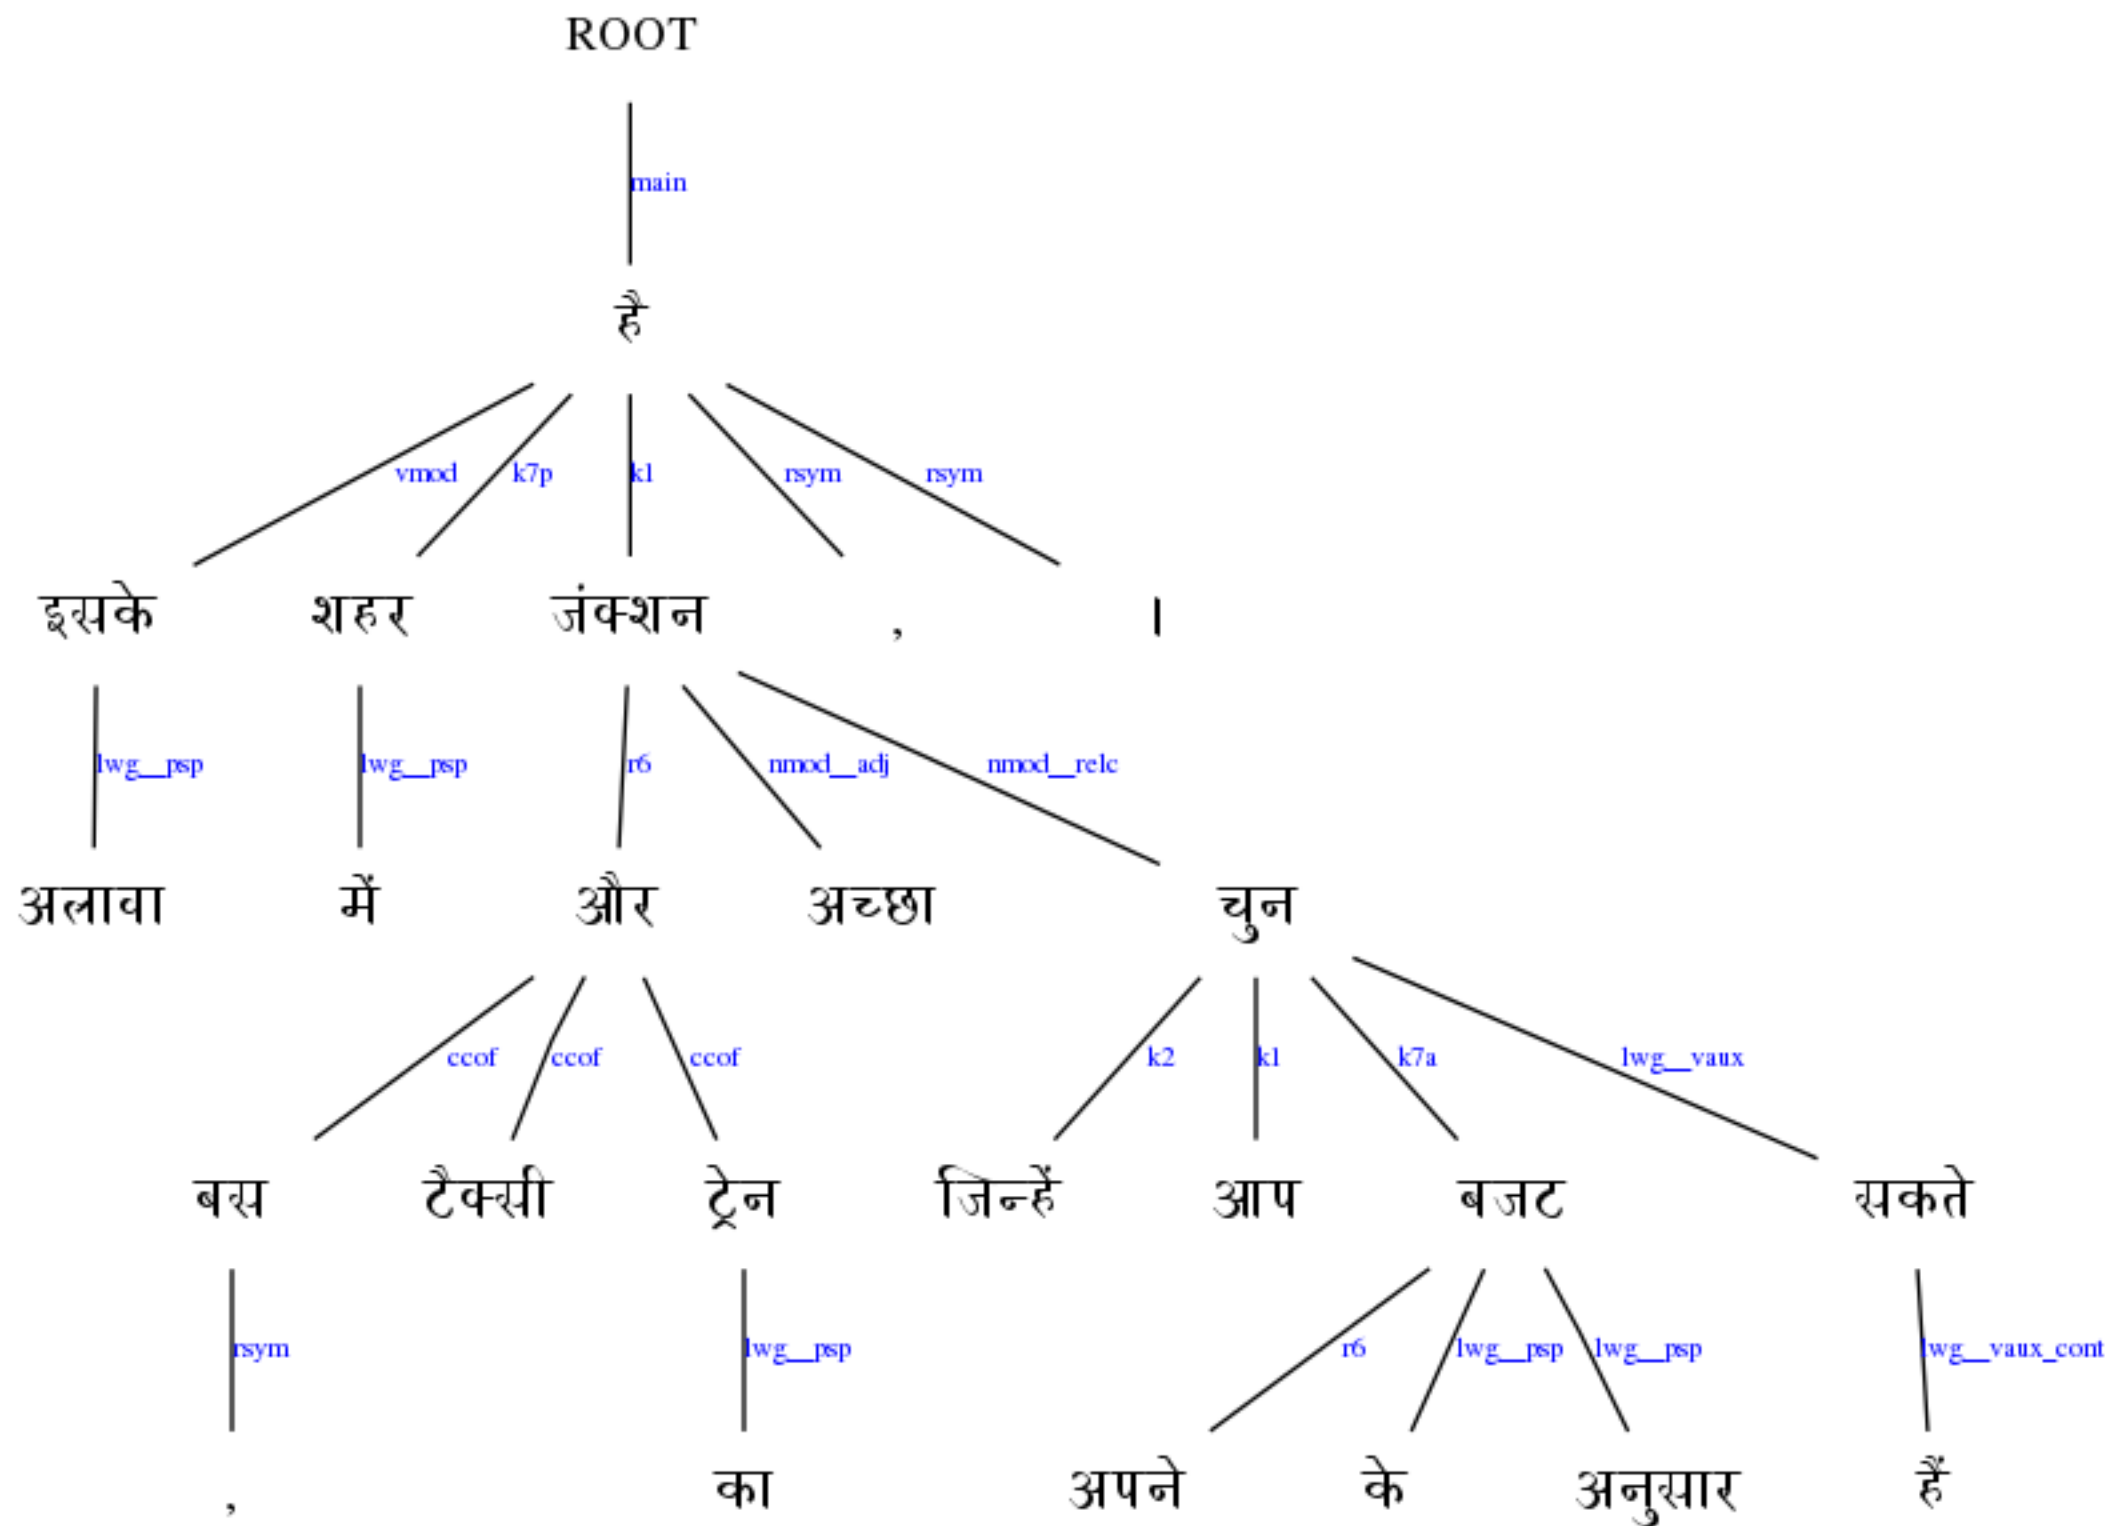 ROOT
main
है
vmod k7p k1 rsym rsym
इसके शहर जंक्शन , ।
lwg__psp lwg__psp r6 nmod__adj nmod__relc
अलावा में और अच्छा चुन
ccof ccof ccof k2 k1 k7a lwg__vaux
बस टैक्सी ट्रेन जिन्हें आप बजट सकते
rsym lwg__psp r6 lwg__psp lwg__psp lwg__vaux_cont
, का अपने के अनुसार हैं